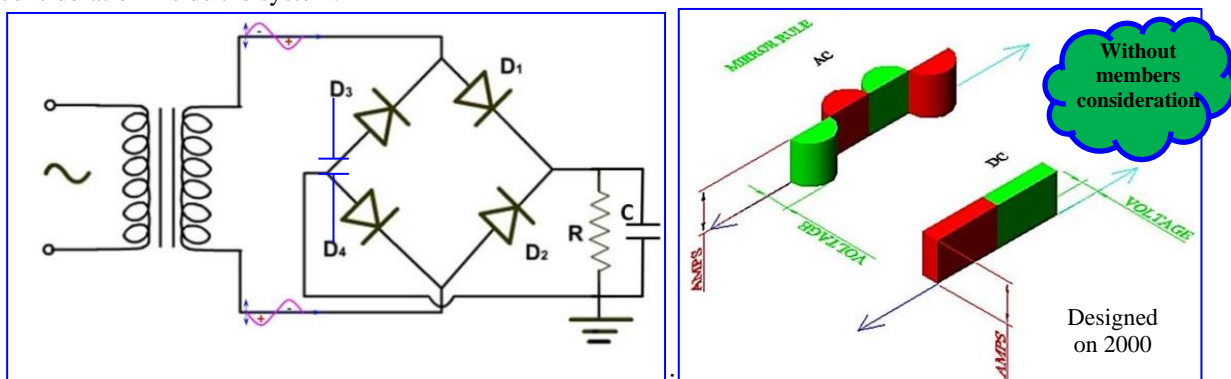 D1
D3
D4
D2
R
C
- +
+ -
MIRROR RULE
AC
DC
AMPS
VOLTAGE
VOLTAGE
AMPS
Without
members
consideration
Designed
on 2000